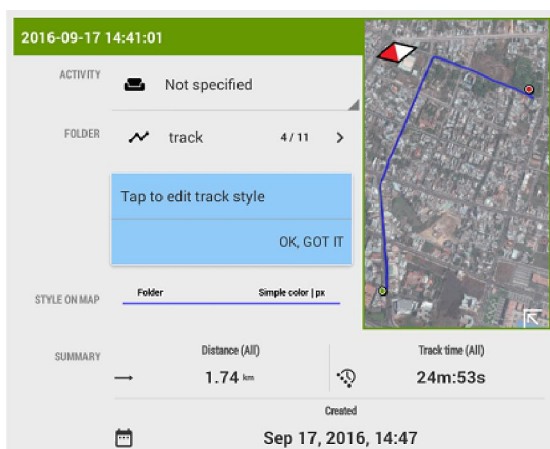 2016-09-17 14:41:01
ACTIVITY
Not specified
FOLDER
track 4 / 11
Tap to edit track style
OK, GOT IT
STYLE ON MAP
Folder Simple color | px
SUMMARY
Distance (All) Track time (All)
1.74 km 24m:53s
Created
Sep 17, 2016, 14:47